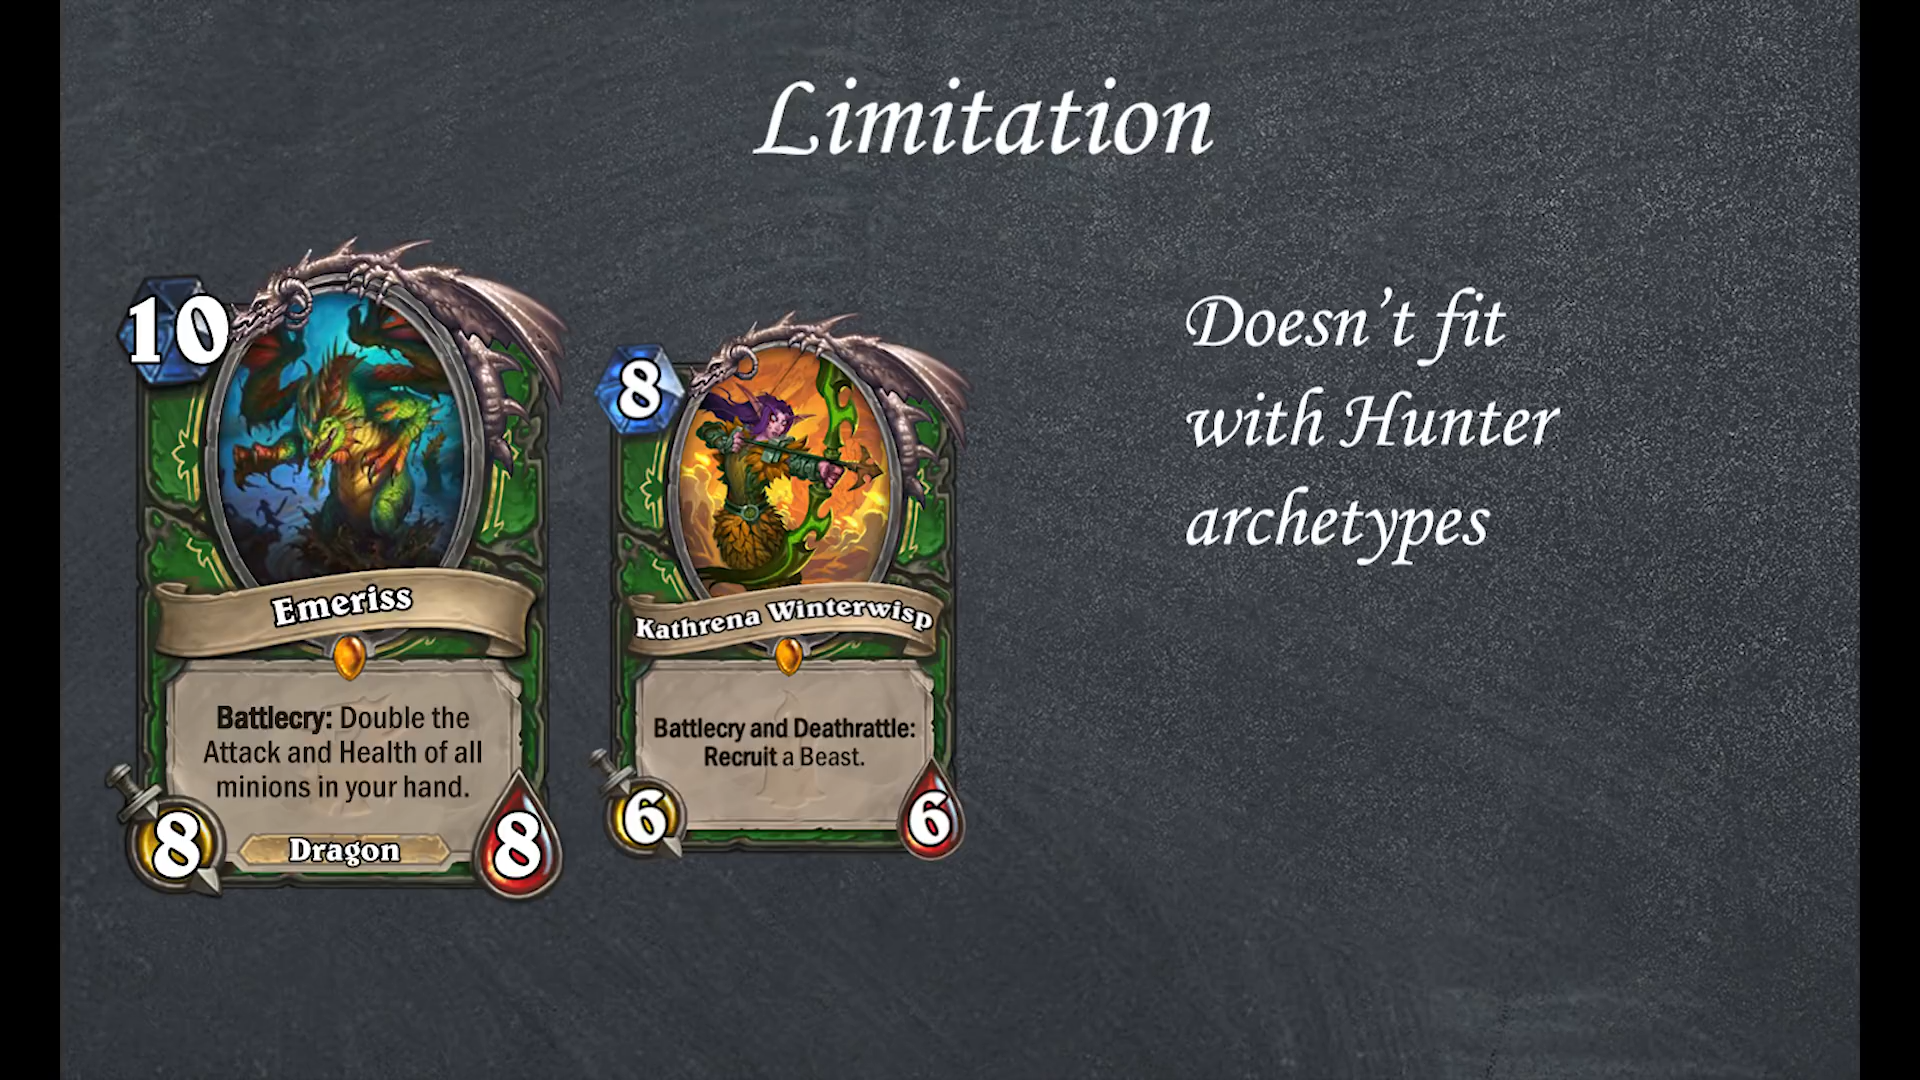 Limitation
10
Emeriss
Battlecry: Double the
Attack and Health of all
minions in your hand.
8
Dragon
8
8
Kathrena Winterwisp
Battlecry and Deathrattle:
Recruit a Beast.
6
6
Doesn't fit
with Hunter
archetypes